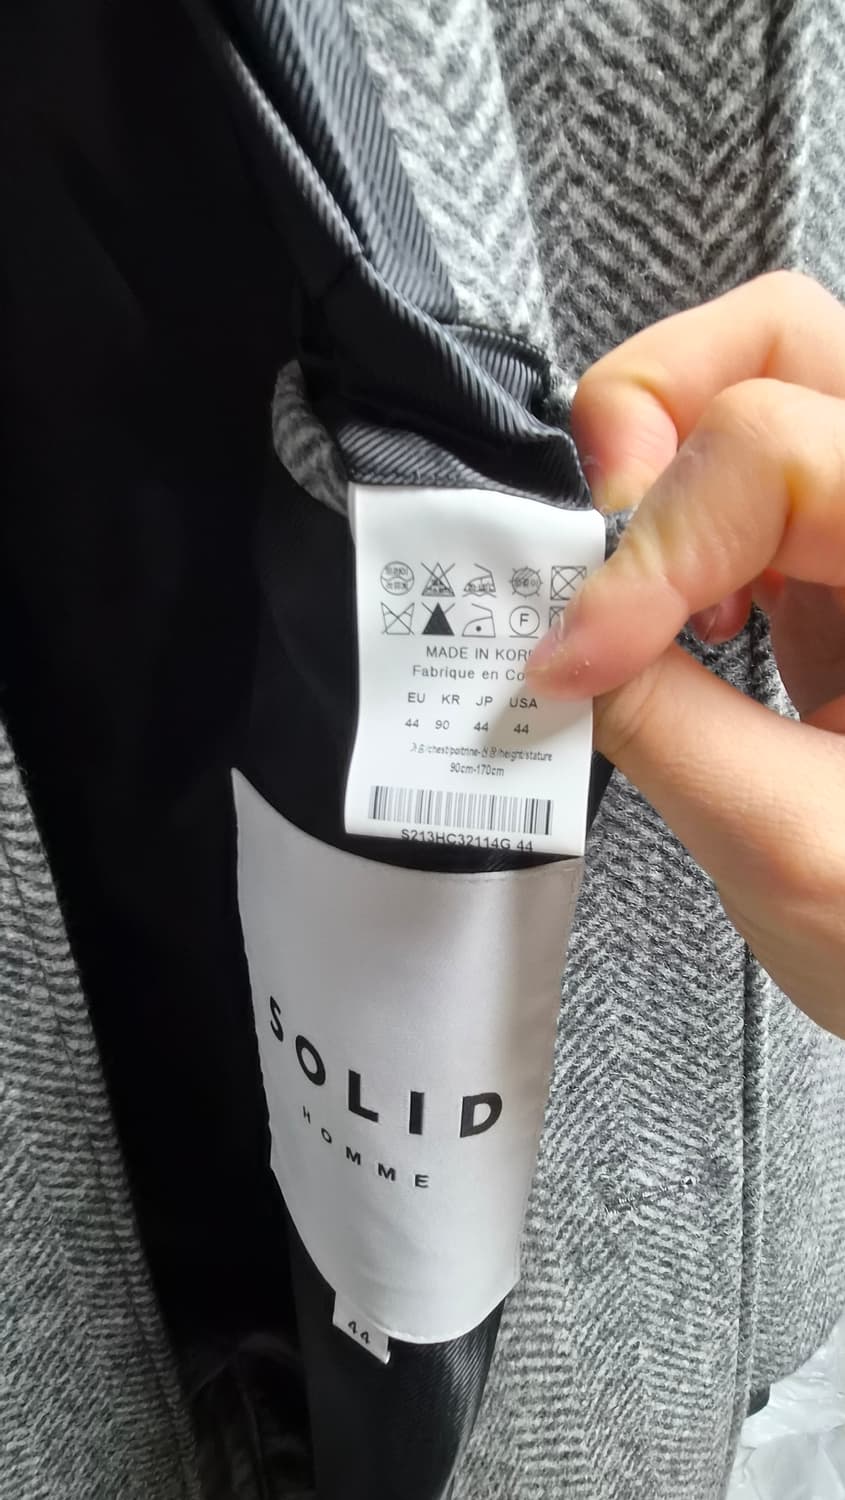 F
MADE IN KOR
Fabrique en Co
EU KR JP USA
44 90 44 44
/chest/poitrine- /height/stature
90cm-170cm
S213HC32114G 44
SOLID
HOMME
44